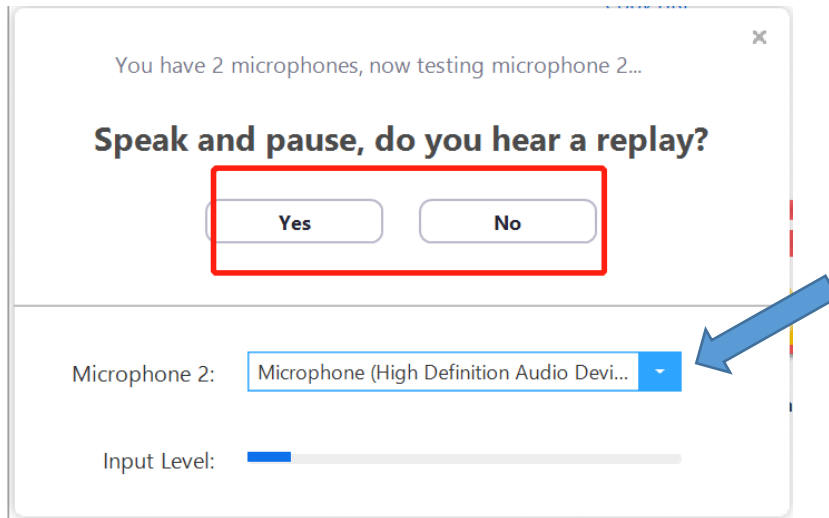 You have 2 microphones, now testing microphone 2...
Speak and pause, do you hear a replay?
Yes No
Microphone 2: Microphone (High Definition Audio Devi...
Input Level: